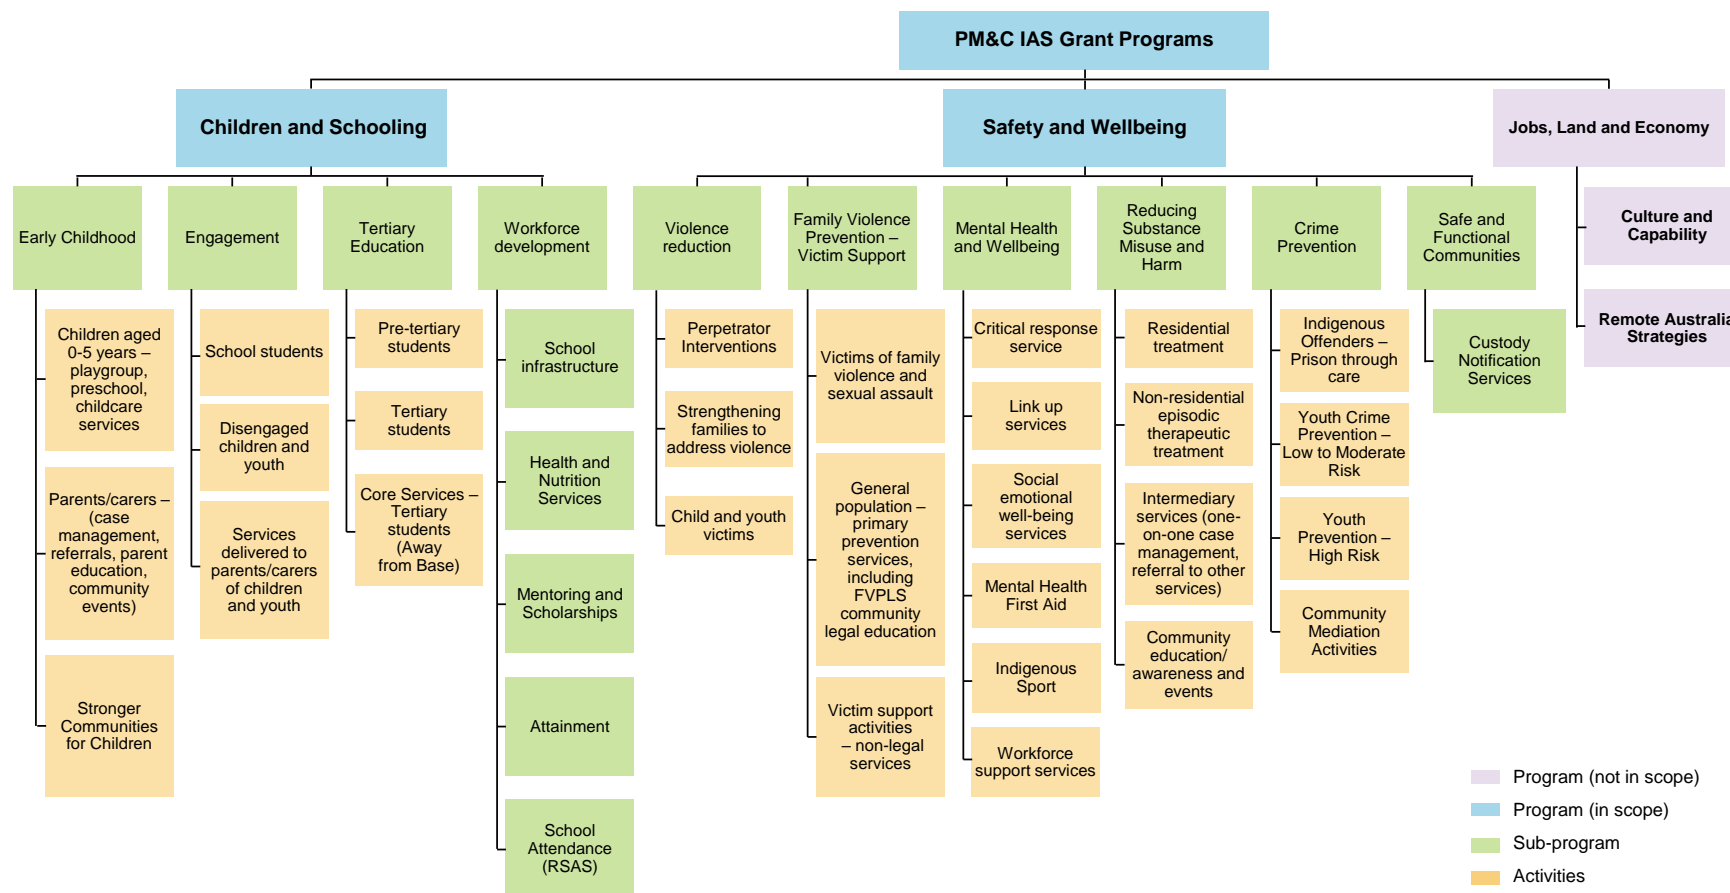 PM&C IAS Grant Programs
Children and Schooling
Safety and Wellbeing
Jobs, Land and Economy
Early Childhood
Engagement
Tertiary
Education
Workforce
development
Violence
reduction
Family Violence
Prevention –
Victim Support
Mental Health
and Wellbeing
Reducing
Substance
Misuse and
Harm
Crime
Prevention
Safe and
Functional
Communities
Culture and
Capability
Remote Australia
Strategies
Children aged
0-5 years –
playgroup,
preschool,
childcare
services
Parents/carers –
(case
management,
referrals, parent
education,
community
events)
Stronger
Communities
for Children
School students
Disengaged
children and
youth
Services
delivered to
parents/carers
of children
and youth
Pre-tertiary
students
Tertiary
students
Core Services –
Tertiary
students
(Away
from Base)
School
infrastructure
Health and
Nutrition
Services
Mentoring and
Scholarships
Attainment
School
Attendance
(RSAS)
Perpetrator
Interventions
Strengthening
families to
address violence
Child and youth
victims
Victims of family
violence and
sexual assault
General
population –
primary
prevention
services,
including
FVPLS
community
legal education
Victim support
activities
– non-legal
services
Critical response
service
Link up
services
Social
emotional
well-being
services
Mental Health
First Aid
Indigenous
Sport
Workforce
support services
Residential
treatment
Non-residential
episodic
therapeutic
treatment
Intermediary
services (one-
on-one case
management,
referral to other
services)
Community
education/
awareness and
events
Indigenous
Offenders –
Prison through
care
Youth Crime
Prevention –
Low to Moderate
Risk
Youth
Prevention –
High Risk
Community
Mediation
Activities
Custody
Notification
Services
Program (not in scope)
Program (in scope)
Sub-program
Activities